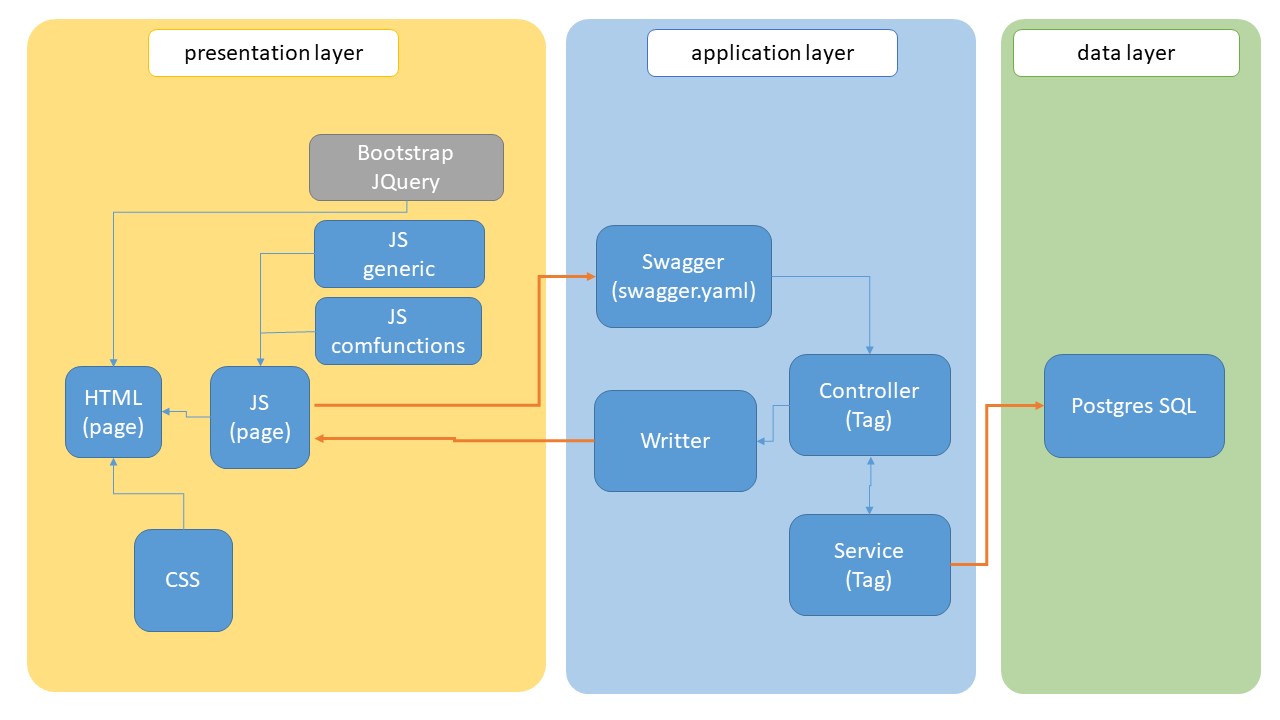 presentation layer
application layer
data layer
Bootstrap
JQuery
JS
generic
JS
comfunctions
HTML
(page)
JS
(page)
CSS
Swagger
(swagger.yaml)
Controller
(Tag)
Writter
Service
(Tag)
Postgres SQL